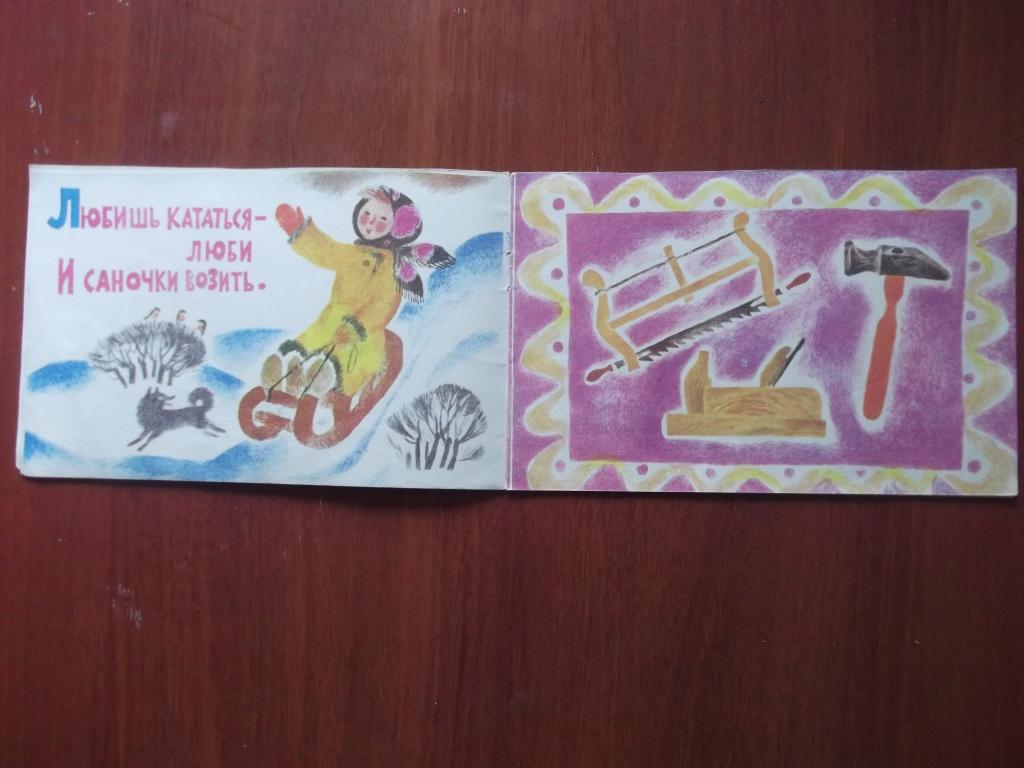 Любишь кататься–
люби
И саночки возить.